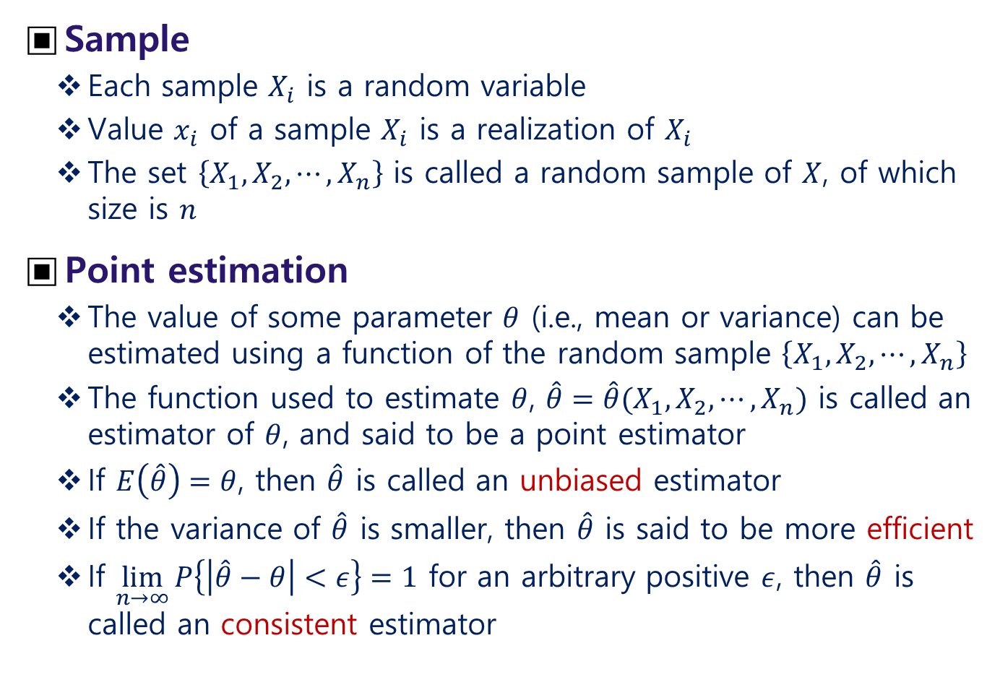 ▣ Sample
❖ Each sample $X_i$ is a random variable
❖ Value $x_i$ of a sample $X_i$ is a realization of $X_i$
❖ The set $\{X_1, X_2, \cdots, X_n\}$ is called a random sample of $X$, of which
size is $n$
▣ Point estimation
❖ The value of some parameter $\theta$ (i.e., mean or variance) can be
estimated using a function of the random sample $\{X_1, X_2, \cdots, X_n\}$
❖ The function used to estimate $\theta$, $\hat{\theta} = \hat{\theta}(X_1, X_2, \cdots, X_n)$ is called an
estimator of $\theta$, and said to be a point estimator
❖ If $E(\hat{\theta}) = \theta$, then $\hat{\theta}$ is called an unbiased estimator
❖ If the variance of $\hat{\theta}$ is smaller, then $\hat{\theta}$ is said to be more efficient
❖ If $\lim_{n \to \infty} P\{|\hat{\theta} - \theta| < \epsilon\} = 1$ for an arbitrary positive $\epsilon$, then $\hat{\theta}$ is
called an consistent estimator